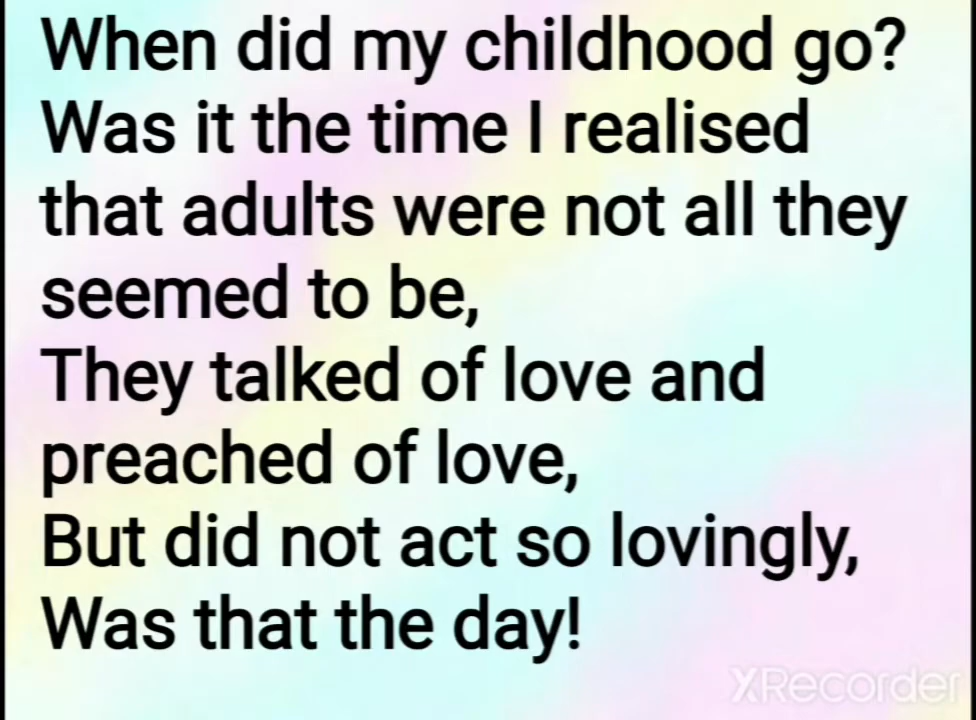 When did my childhood go?
Was it the time I realised
that adults were not all they
seemed to be,
They talked of love and
preached of love,
But did not act so lovingly,
Was that the day!
XRecorder